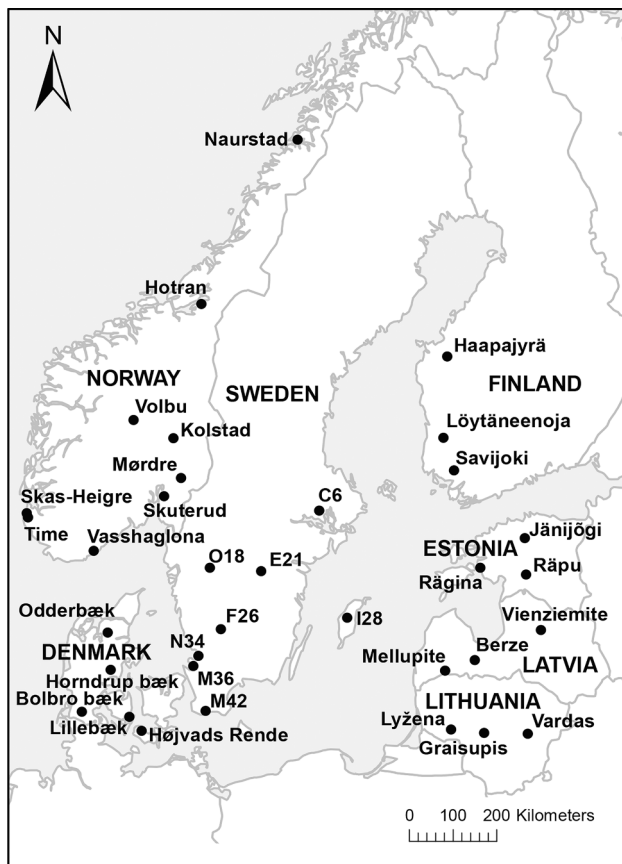 N
Naurstad
Hotran
Haapajyrä
NORWAY
SWEDEN
FINLAND
Volbu
Kolstad
Löytäneenoja
Mørdre
Savijoki
Skas-Heigre
Skuterud
C6
Time
Vasshaglona
Jänijõgi
ESTONIA
O18
E21
Rägina
Räpu
Odderbæk
F26
I28
Vienziemite
N34
DENMARK
Berze
Mellupite
LATVIA
M36
Horndrup bæk
Bolbro bæk
M42
LITHUANIA
Lyžena
Vardas
Lillebæk
Højvads Rende
Graisupis
0 100 200 Kilometers